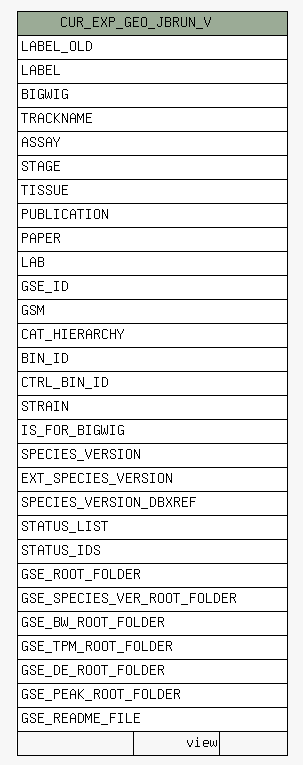 CUR_EXP_GEO_JBRUN_V
LABEL_OLD
LABEL
BIGWIG
TRACKNAME
ASSAY
STAGE
TISSUE
PUBLICATION
PAPER
LAB
GSE_ID
GSM
CAT_HIERARCHY
BIN_ID
CTRL_BIN_ID
STRAIN
IS_FOR_BIGWIG
SPECIES_VERSION
EXT_SPECIES_VERSION
SPECIES_VERSION_DBXREF
STATUS_LIST
STATUS_IDS
GSE_ROOT_FOLDER
GSE_SPECIES_VER_ROOT_FOLDER
GSE_BW_ROOT_FOLDER
GSE_TPM_ROOT_FOLDER
GSE_DE_ROOT_FOLDER
GSE_PEAK_ROOT_FOLDER
GSE_README_FILE
view